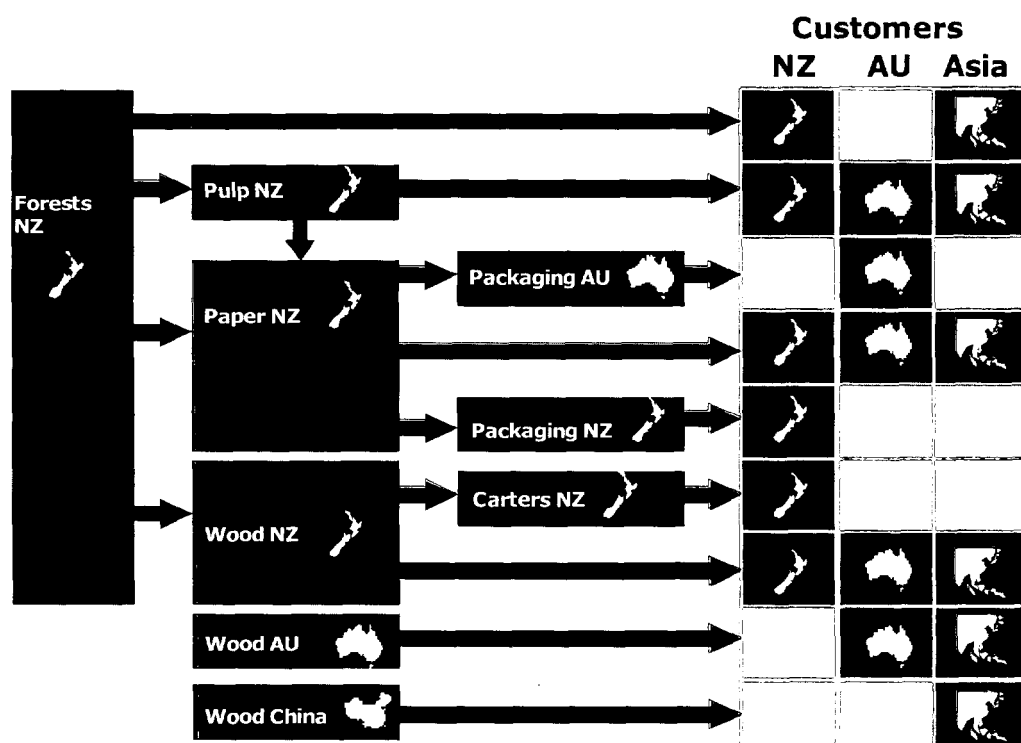 Customers
NZ AU Asia
Forests
NZ
Pulp NZ
Packaging AU
Paper NZ
Packaging NZ
Carters NZ
Wood NZ
Wood AU
Wood China